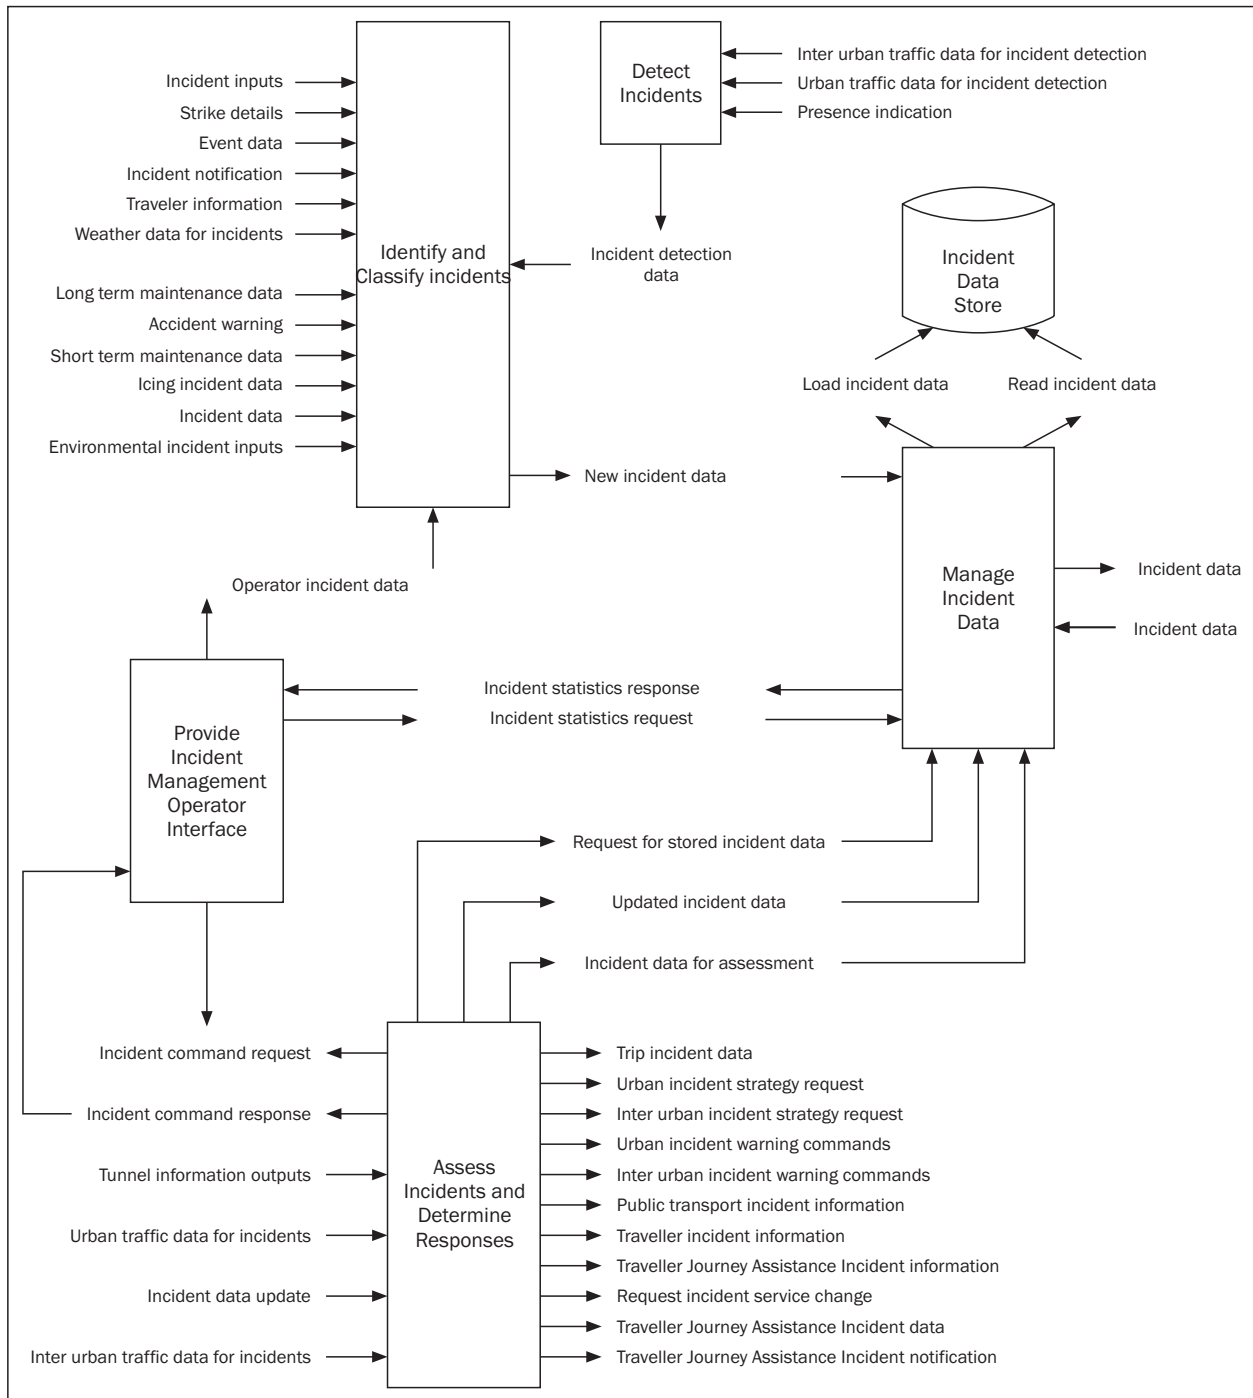 Incident inputs
Strike details
Event data
Incident notification
Traveler information
Weather data for incidents
Long term maintenance data
Accident warning
Short term maintenance data
Icing incident data
Incident data
Environmental incident inputs
Identify and
Classify incidents
Detect
Incidents
Inter urban traffic data for incident detection
Urban traffic data for incident detection
Presence indication
Incident detection
data
Incident
Data
Store
Load incident data
Read incident data
New incident data
Manage
Incident
Data
Incident data
Incident data
Operator incident data
Provide
Incident
Management
Operator
Interface
Incident statistics response
Incident statistics request
Request for stored incident data
Updated incident data
Incident data for assessment
Incident command request
Incident command response
Tunnel information outputs
Urban traffic data for incidents
Incident data update
Inter urban traffic data for incidents
Assess
Incidents and
Determine
Responses
Trip incident data
Urban incident strategy request
Inter urban incident strategy request
Urban incident warning commands
Inter urban incident warning commands
Public transport incident information
Traveller incident information
Traveller Journey Assistance Incident information
Request incident service change
Traveller Journey Assistance Incident data
Traveller Journey Assistance Incident notification